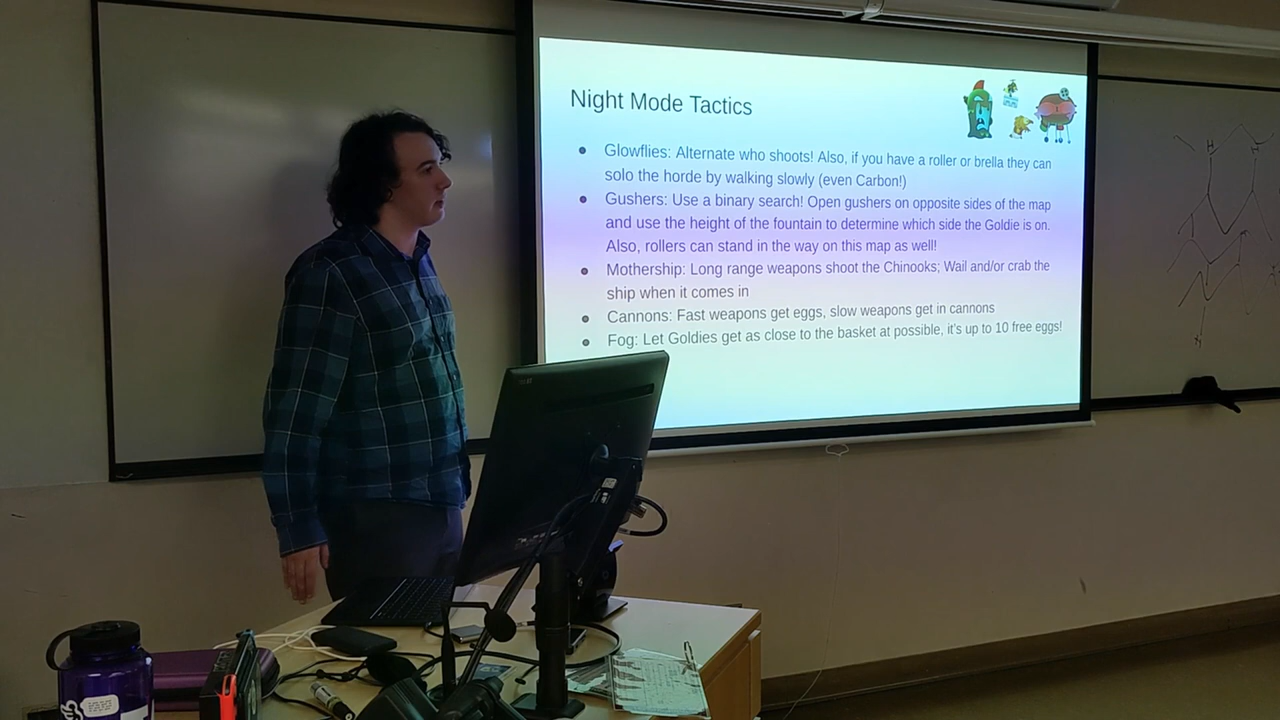 Night Mode Tactics
Glowflies: Alternate who shoots! Also, if you have a roller or brella they can
solo the horde by walking slowly (even Carbon!)
Gushers: Use a binary search! Open gushers on opposite sides of the map
and use the height of the fountain to determine which side the Goldie is on.
Also, rollers can stand in the way on this map as well!
Mothership: Long range weapons shoot the Chinooks; Wail and/or crab the
ship when it comes in
Cannons: Fast weapons get eggs, slow weapons get in cannons
Fog: Let Goldies get as close to the basket at possible, it's up to 10 free eggs!